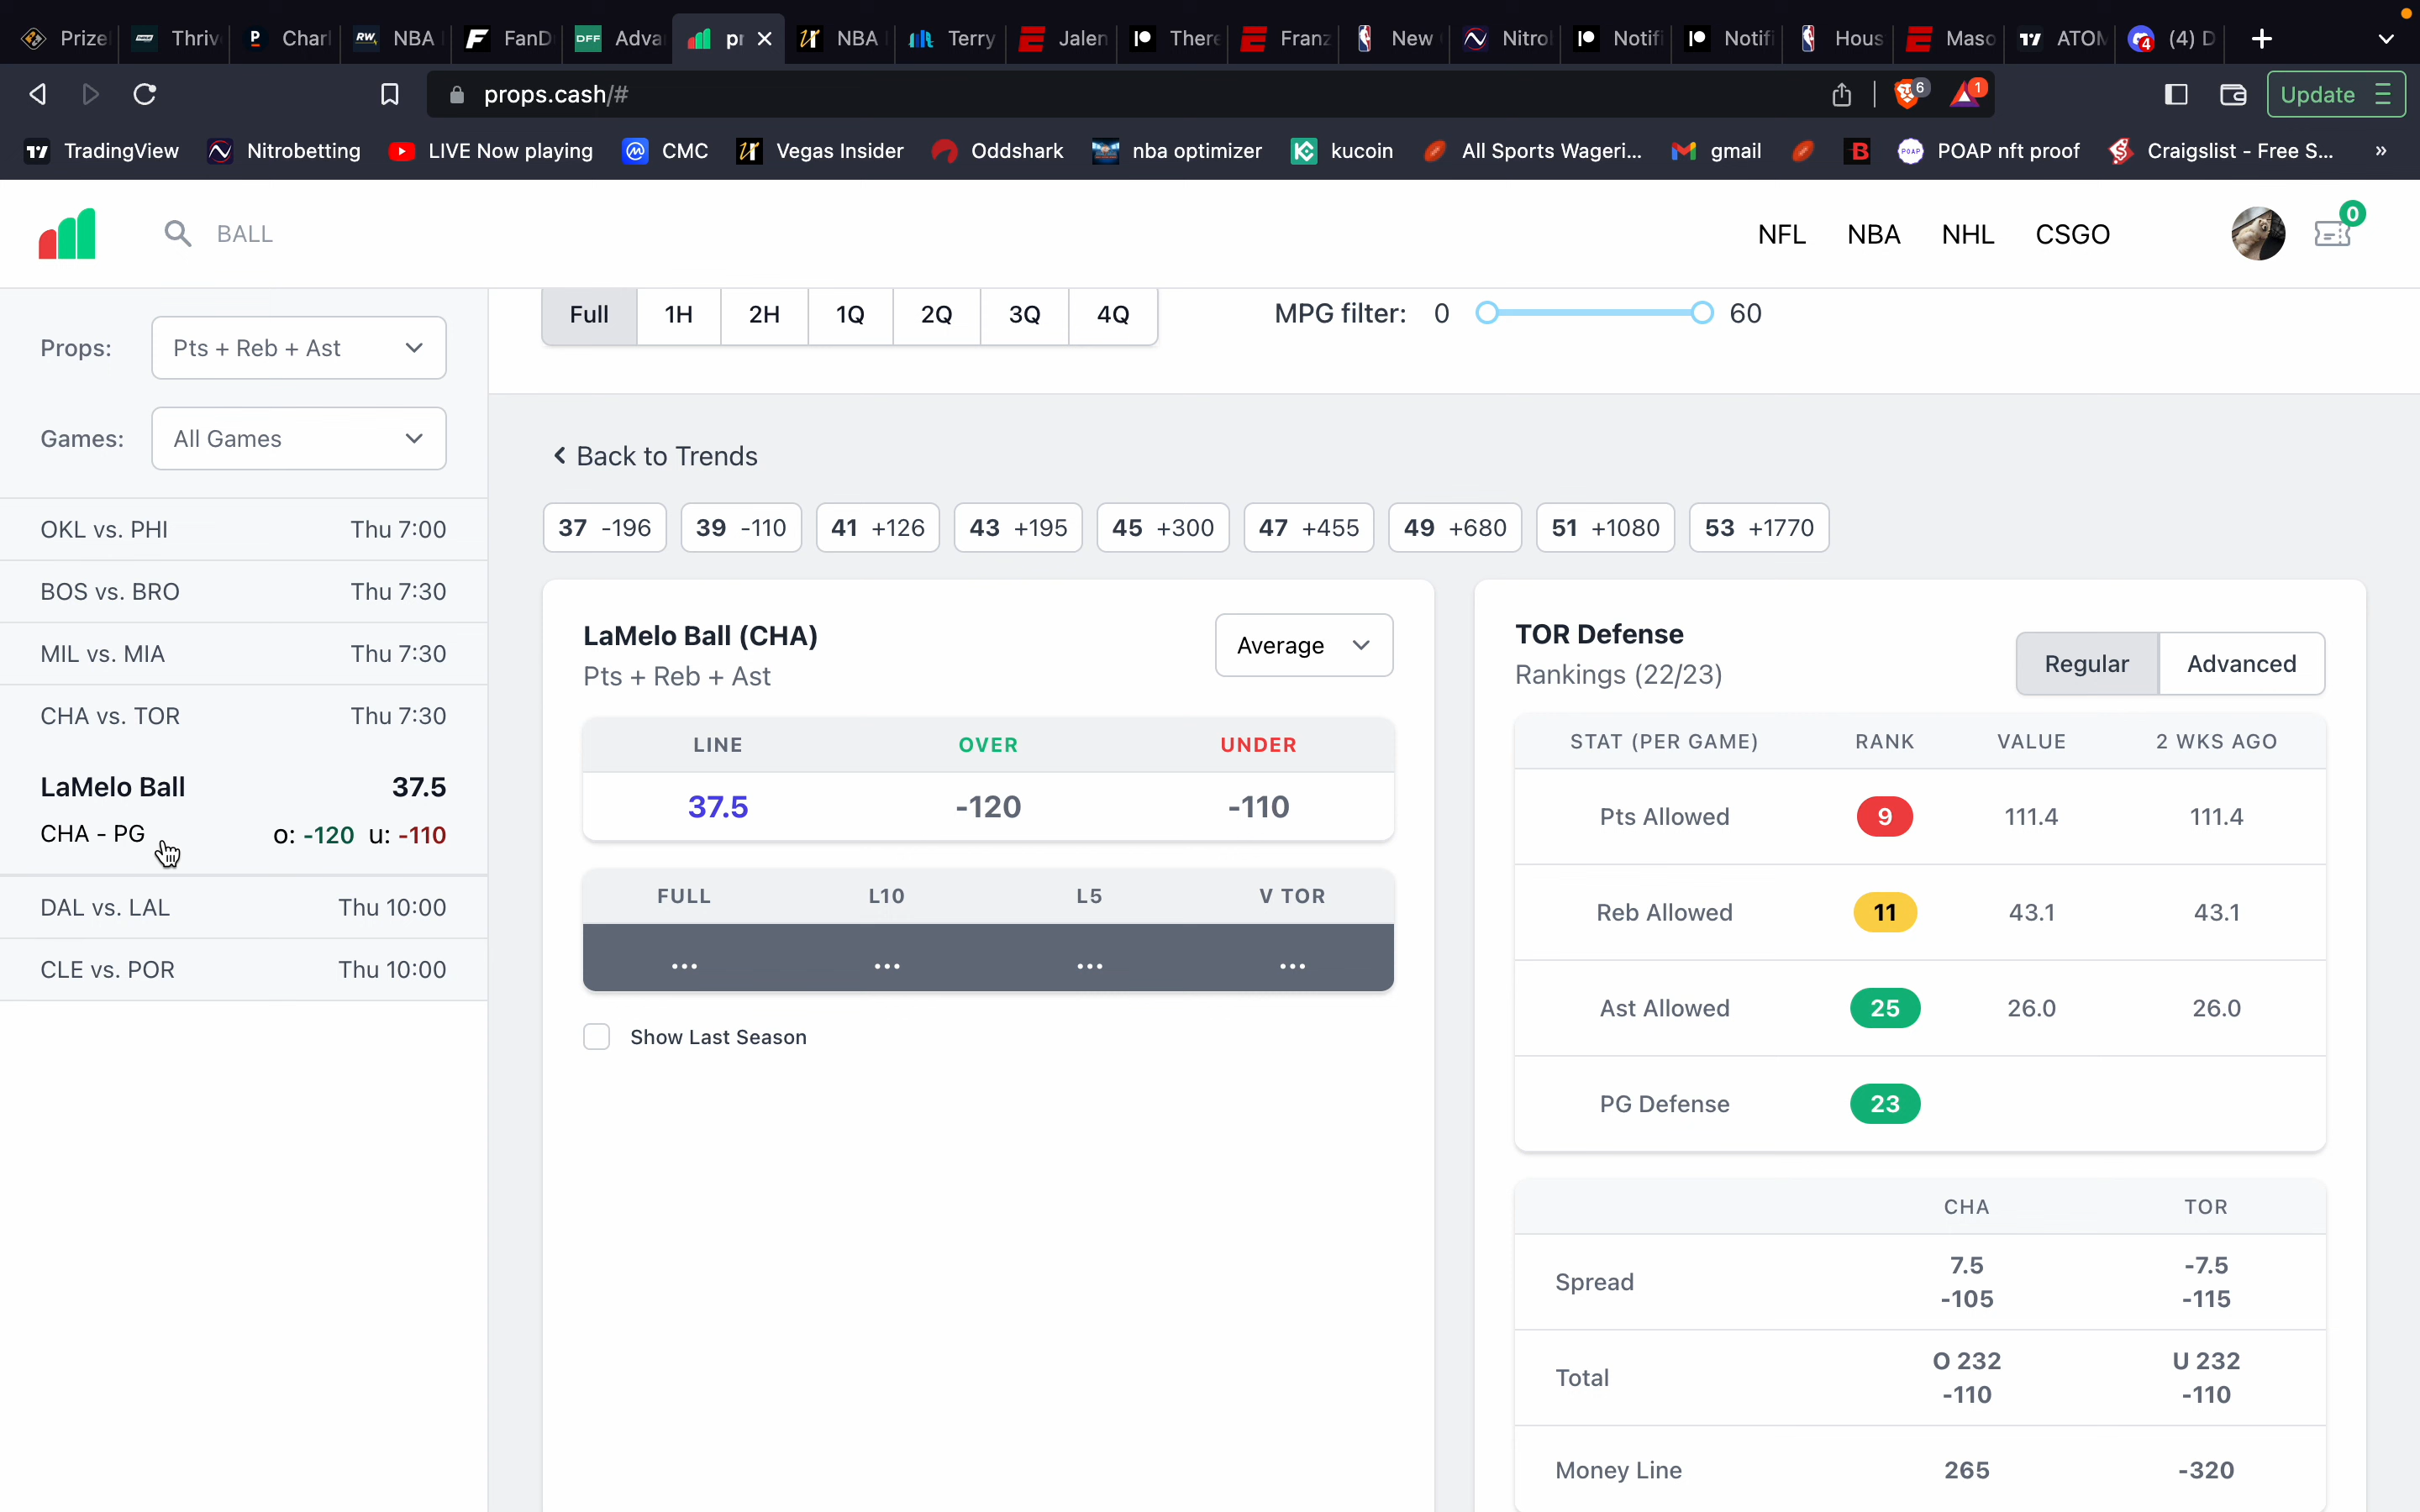 Prize
Thriv
Charl
NBA
FanD
Adva
pr
NBA
Terry
Jalen
There
Franz
New
Nitrol
Notifi
Notifi
Hous
Maso
ATOM
(4) D
props.cash/#
6
1
Update
TradingView
Nitrobetting
LIVE Now playing
CMC
Vegas Insider
Oddshark
nba optimizer
kucoin
All Sports Wageri...
gmail
POAP nft proof
Craigslist - Free S...
»
BALL
NFL
NBA
NHL
CSGO
0
Props:
Pts + Reb + Ast
Games:
All Games
OKL vs. PHI Thu 7:00
BOS vs. BRO Thu 7:30
MIL vs. MIA Thu 7:30
CHA vs. TOR Thu 7:30
LaMelo Ball 37.5
CHA - PG o: -120 u: -110
DAL vs. LAL Thu 10:00
CLE vs. POR Thu 10:00
Full 1H 2H 1Q 2Q 3Q 4Q
MPG filter: 0 60
Back to Trends
37 -196 39 -110 41 +126 43 +195 45 +300 47 +455 49 +680 51 +1080 53 +1770
LaMelo Ball (CHA)
Pts + Reb + Ast
Average
LINE OVER UNDER
37.5 -120 -110
FULL L10 L5 V TOR
... ... ... ...
Show Last Season
TOR Defense
Rankings (22/23)
Regular Advanced
STAT (PER GAME) RANK VALUE 2 WKS AGO
Pts Allowed 9 111.4 111.4
Reb Allowed 11 43.1 43.1
Ast Allowed 25 26.0 26.0
PG Defense 23
CHA TOR
Spread 7.5 -7.5
-105 -115
Total O 232 U 232
-110 -110
Money Line 265 -320